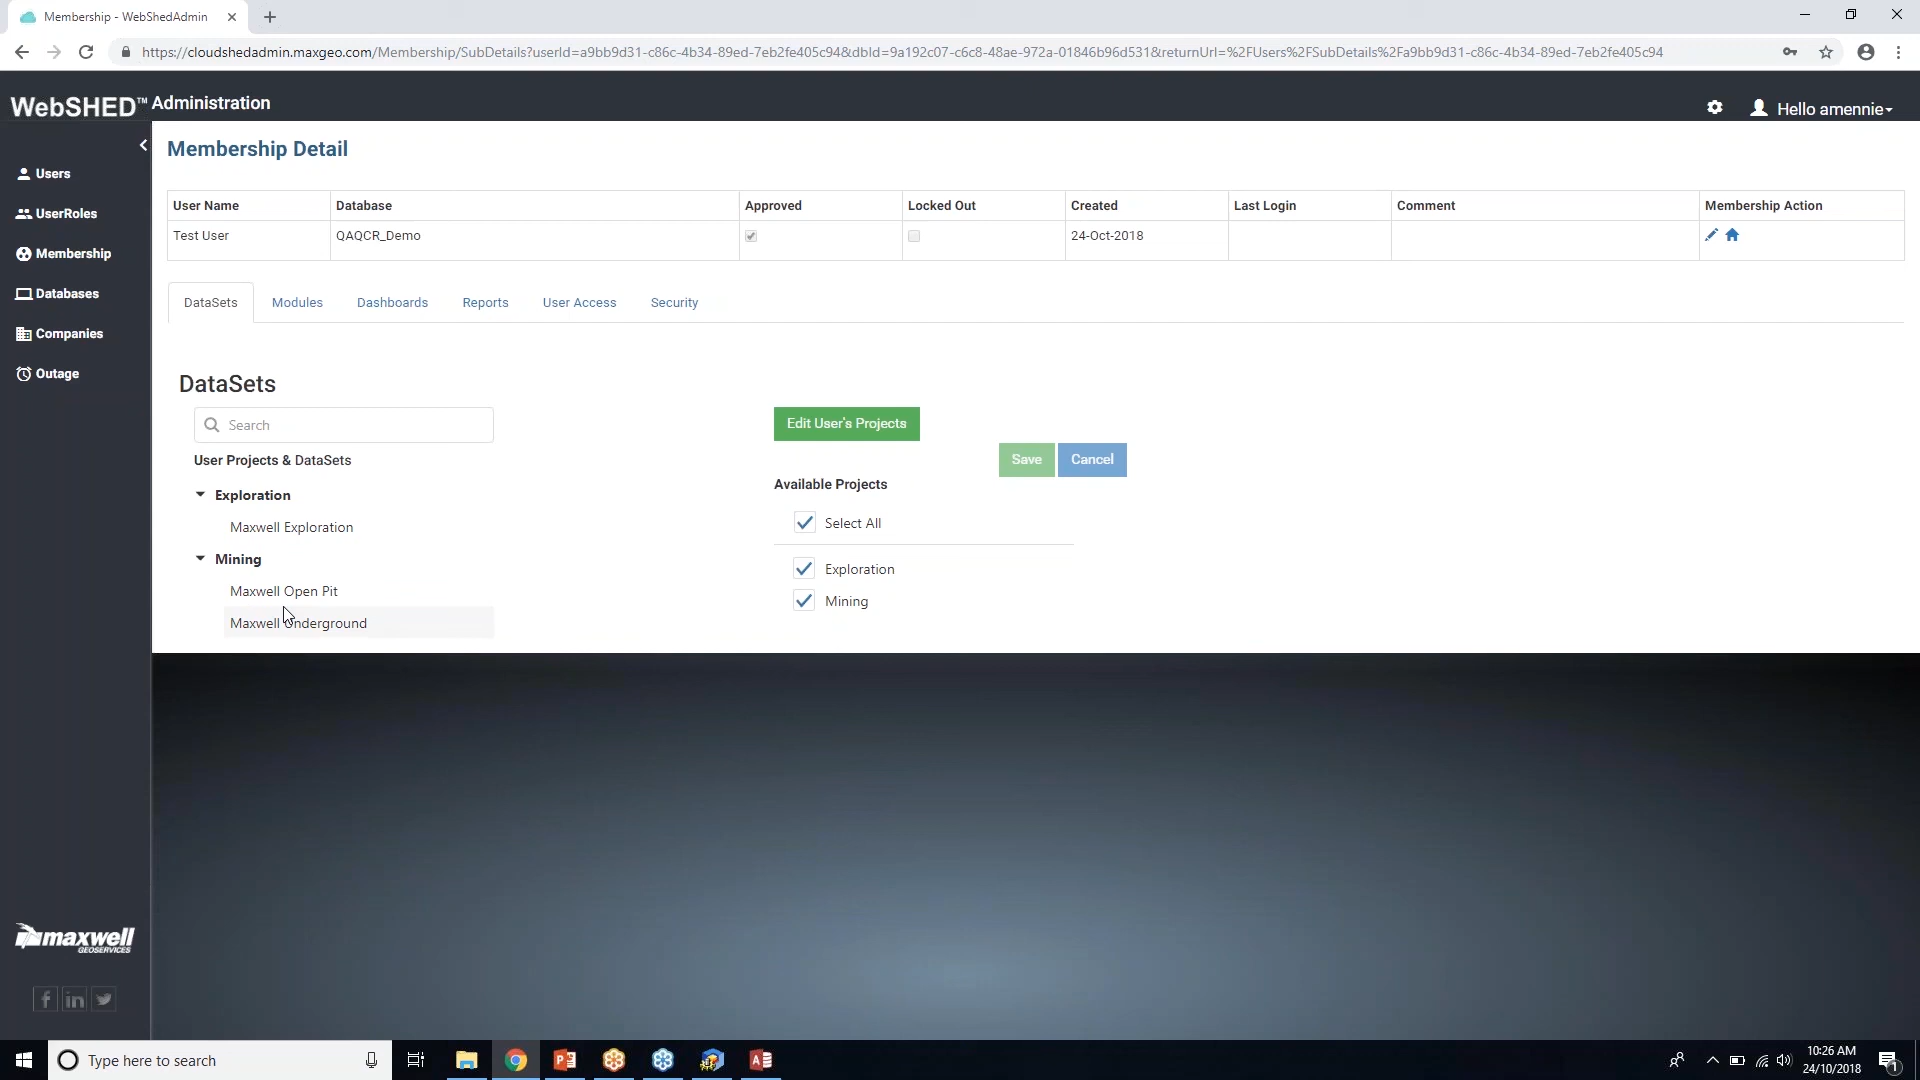 Membership - WebShedAdmin
https://cloudshedadmin.maxgeo.com/Membership/SubDetails?userId=a9bb9d31-c86c-4b34-89ed-7eb2fe405c94&dbId=9a192c07-c6c8-48ae-972a-01846b96d531&returnUrl=%2FUsers%2FSubDetails%2Fa9bb9d31-c86c-4b34-89ed-7eb2fe405c94
WebSHED™ Administration
Hello amennie
Users
UserRoles
Membership
Databases
Companies
Outage
Membership Detail
User Name Database Approved Locked Out Created Last Login Comment Membership Action
Test User QAQCR_Demo 24-Oct-2018
DataSets Modules Dashboards Reports User Access Security
DataSets
Search
Edit User's Projects
User Projects & DataSets
Save Cancel
Available Projects
Exploration
Select All
Maxwell Exploration
Mining
Exploration
Maxwell Open Pit
Mining
Maxwell Underground
maxwell
GEOSERVICES
Type here to search
10:26 AM
24/10/2018
1